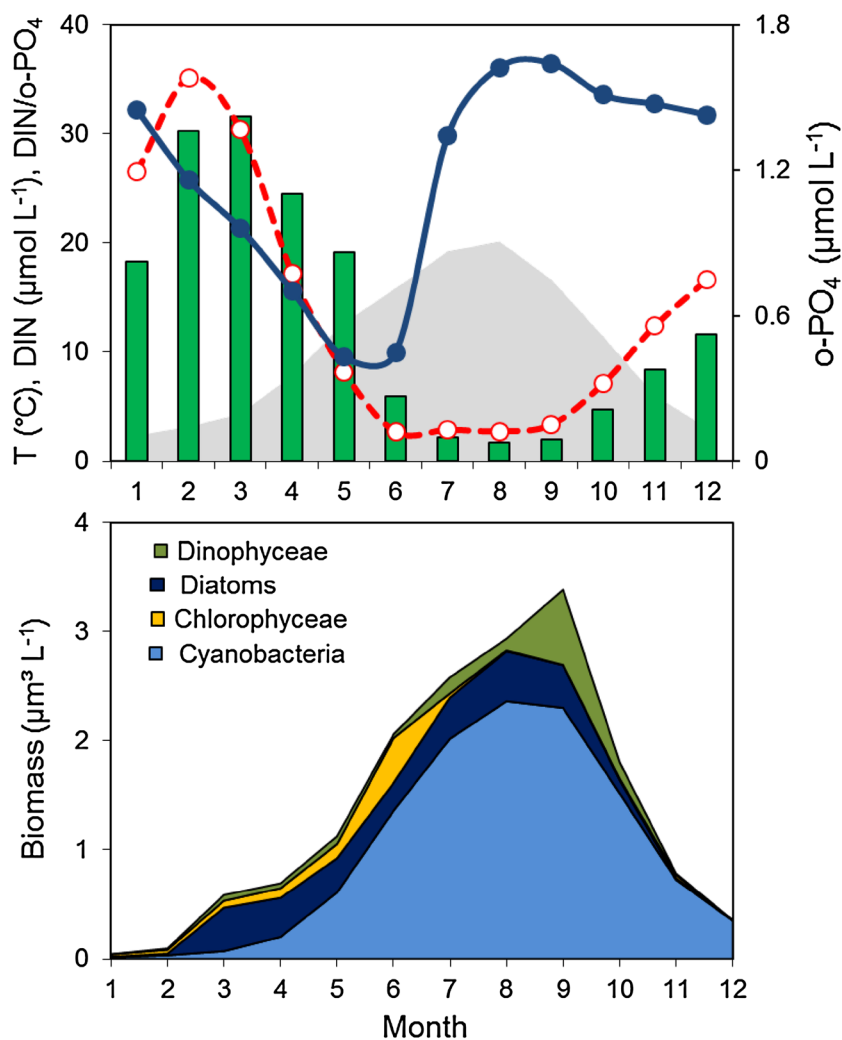 T (°C), DIN (µmol L⁻¹), DIN/o-PO₄
40
30
20
10
0
1.8
1.2
0.6
0
o-PO₄ (µmol L⁻¹)
1 2 3 4 5 6 7 8 9 10 11 12
Biomass (µm³ L⁻¹)
4
3
2
1
0
Dinophyceae
Diatoms
Chlorophyceae
Cyanobacteria
1 2 3 4 5 6 7 8 9 10 11 12
Month